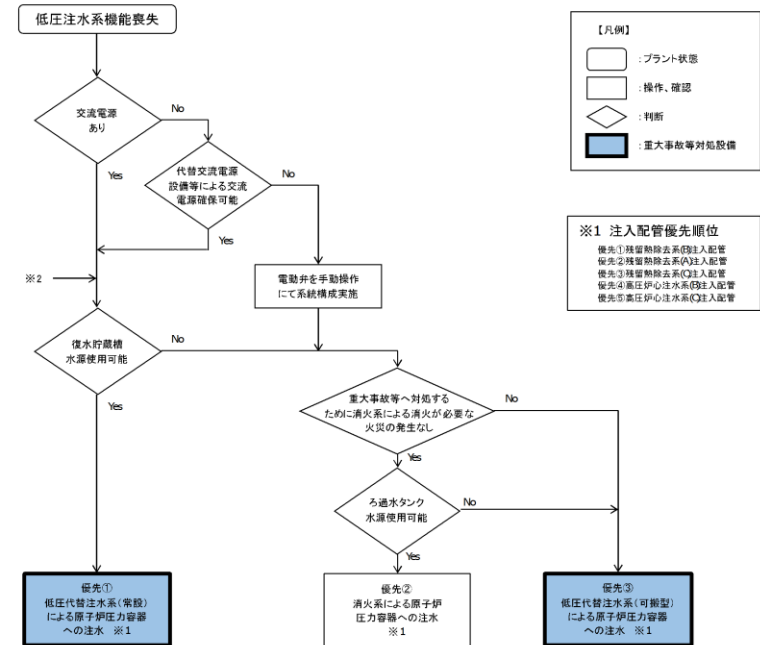 低圧注水系機能喪失
交流電源
あり
No
Yes
代替交流電源
設備等による交流
電源確保可能
No
Yes
※2
電動弁を手動操作
にて系統構成実施
復水貯蔵槽
水源使用可能
No
Yes
重大事故等へ対処する
ために消火系による消火が必要な
火災の発生なし
No
Yes
ろ過水タンク
水源使用可能
No
Yes
優先①
低圧代替注水系(常設)
による原子炉圧力容器
への注水 ※1
優先②
消火系による原子炉
圧力容器への注水
※1
優先③
低圧代替注水系(可搬型)
による原子炉圧力容器
への注水 ※1
【凡例】
:プラント状態
:操作、確認
:判断
:重大事故等対処設備
※1 注入配管優先順位
優先①残留熱除去系(B)注入配管
優先②残留熱除去系(A)注入配管
優先③残留熱除去系(C)注入配管
優先④高圧炉心注水系(B)注入配管
優先⑤高圧炉心注水系(C)注入配管